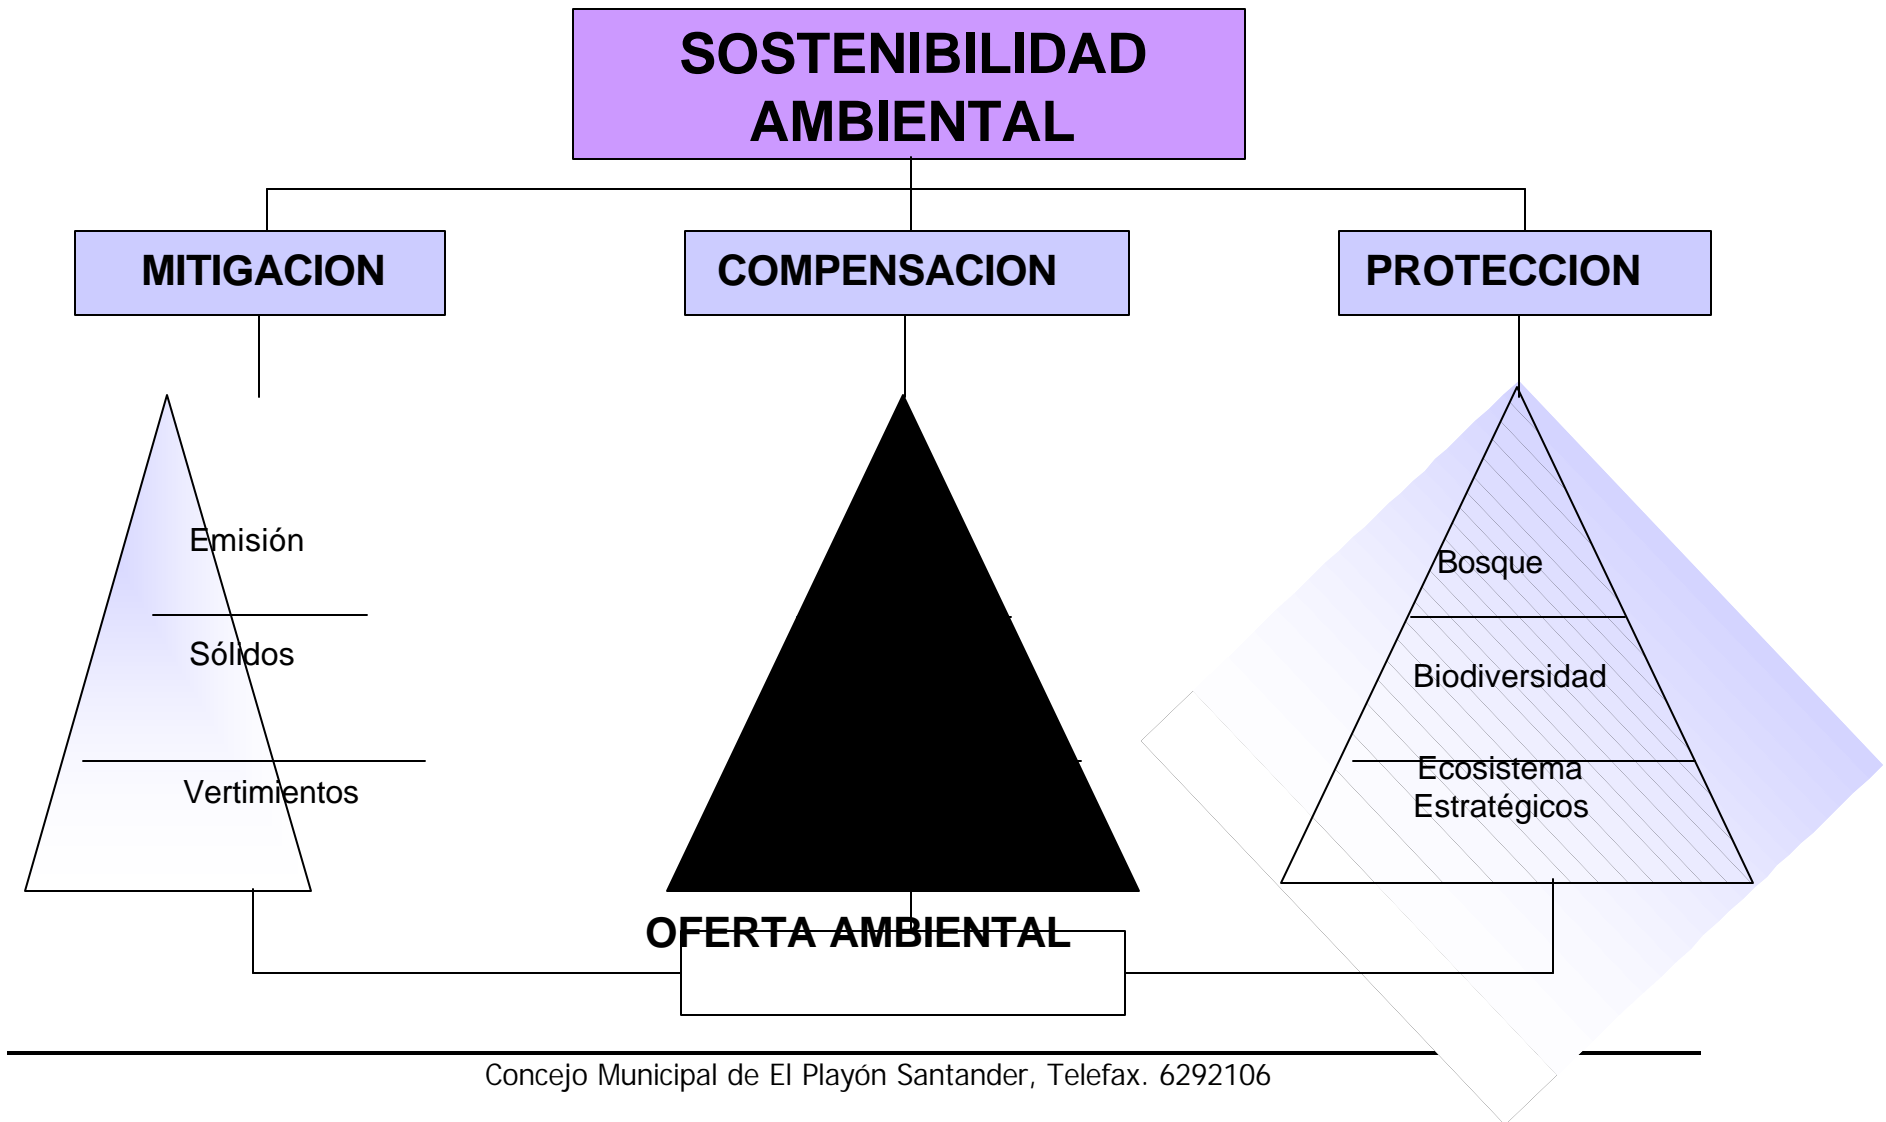 SOSTENIBILIDAD
AMBIENTAL
MITIGACION
COMPENSACION
PROTECCION
Emisión
Sólidos
Vertimientos
Bosque
Biodiversidad
Ecosistema
Estratégicos
OFERTA AMBIENTAL
Concejo Municipal de El Playón Santander, Telefax. 6292106